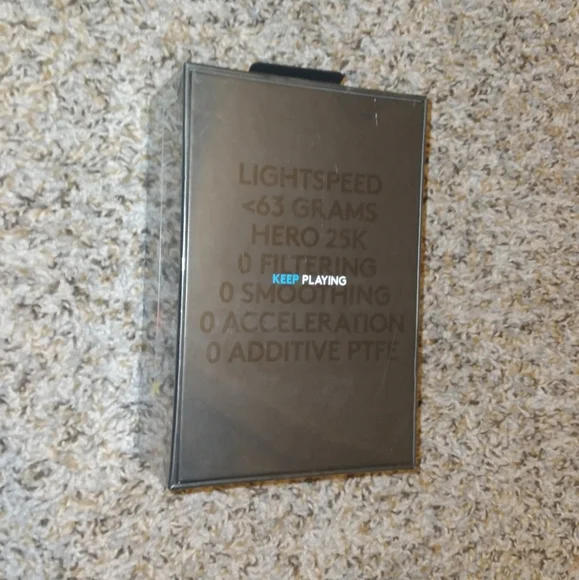 LIGHTSPEED
<63 GRAMS
HERO 25K
0 FILTERING
KEEP PLAYING
0 SMOOTHING
0 ACCELERATION
0 ADDITIVE PTFE